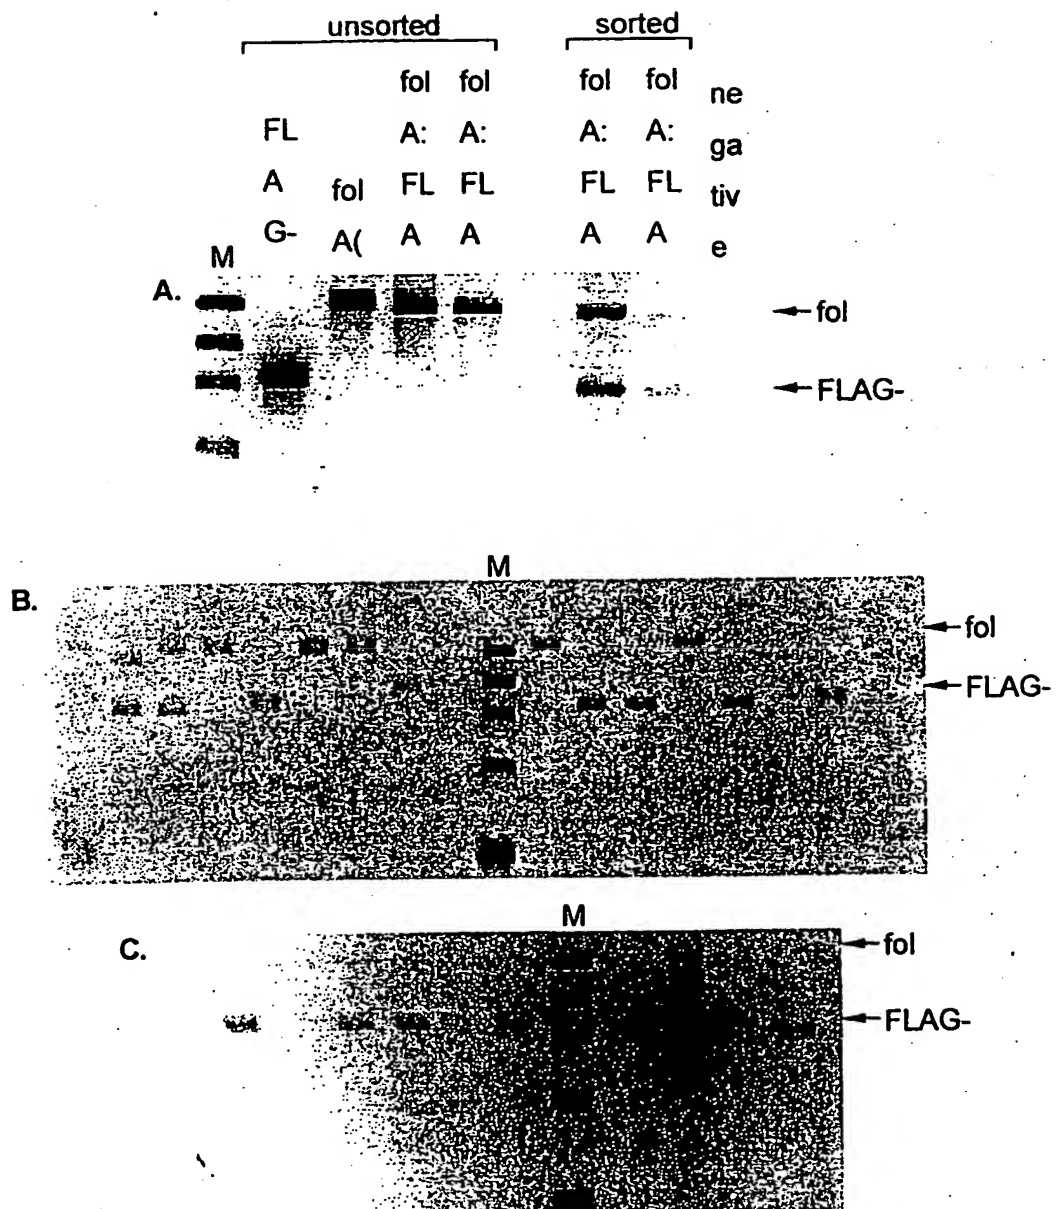 unsorted sorted
fol fol fol fol ne
FL A: A: A: A: ga
A fol FL FL FL FL tiv
G- A( A A A A e
M
A.
fol
FLAG-
M
B.
fol
FLAG-
M
C.
fol
FLAG-